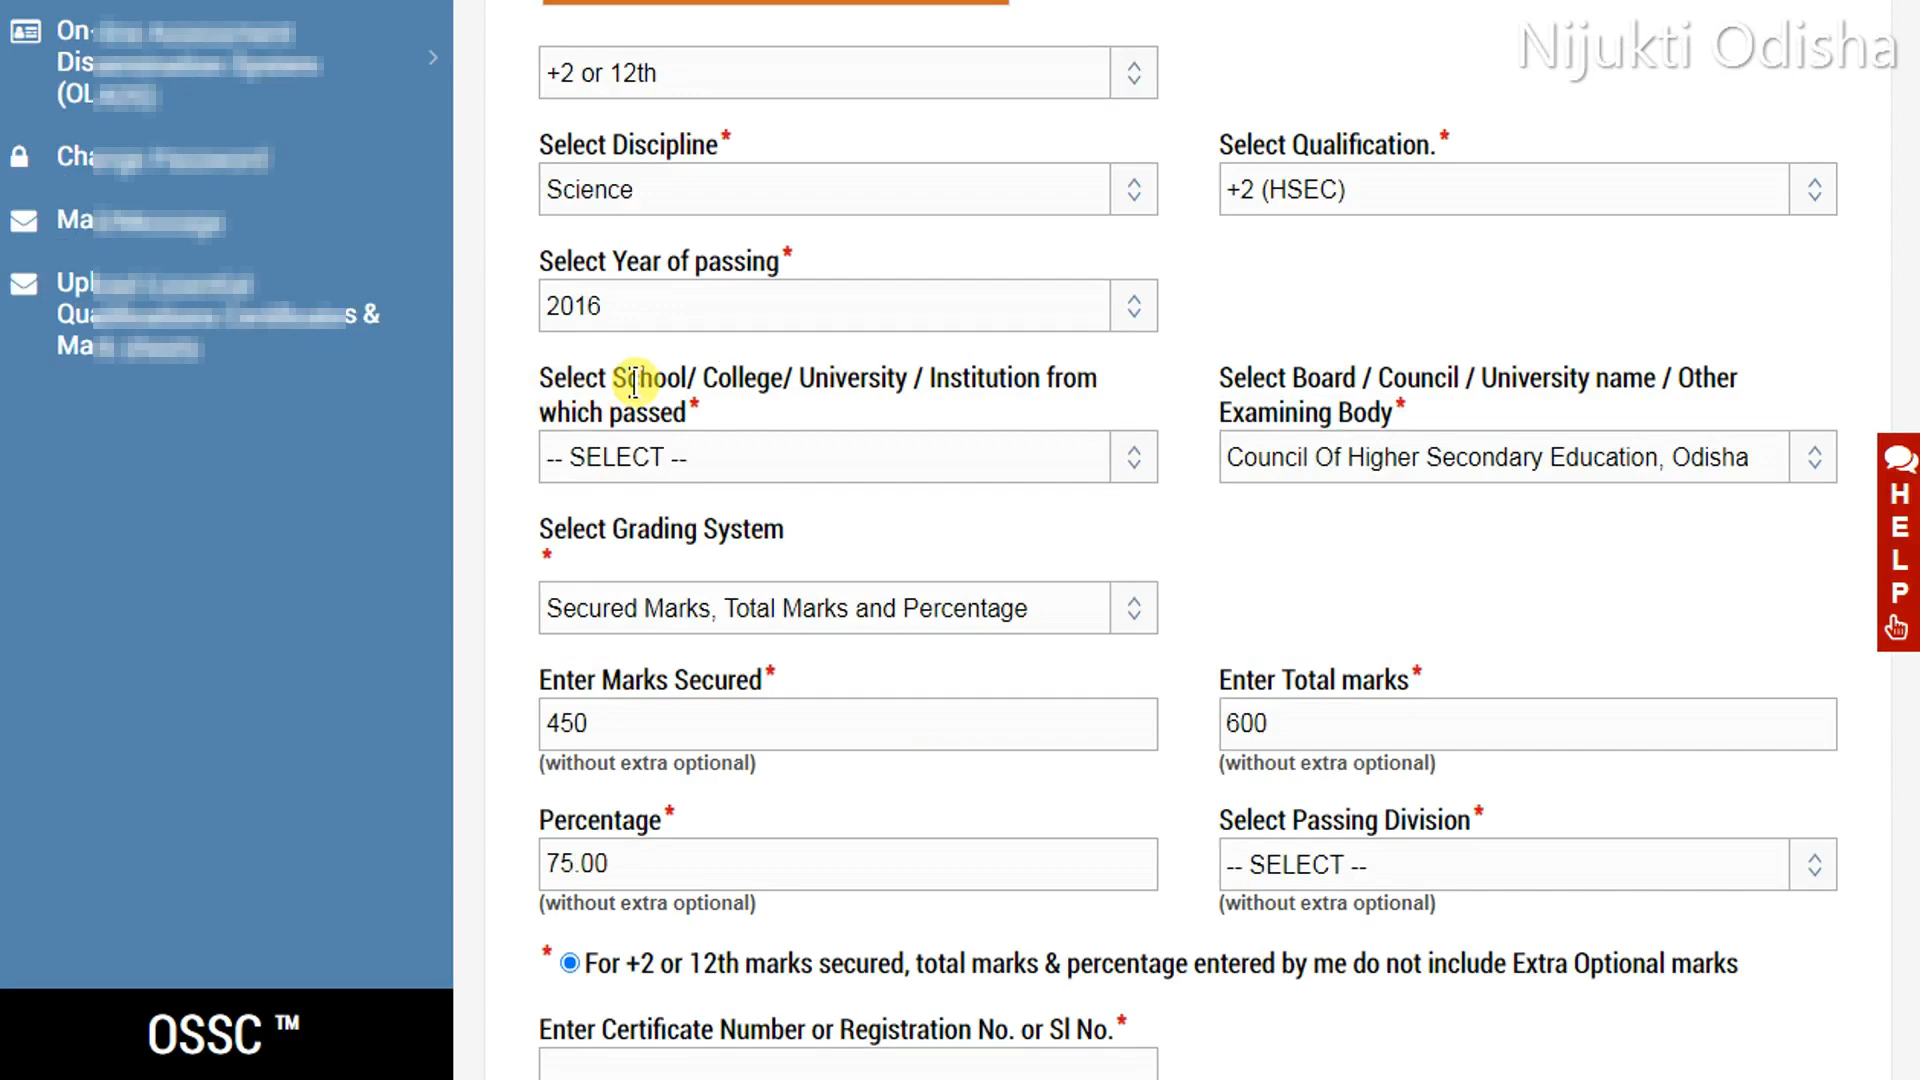 Nijukti Odisha
On-
Dis
(OL
Cha
Ma
Upl
Qua s &
Ma
OSSC ™
+2 or 12th
Select Discipline*
Science
Select Qualification.*
+2 (HSEC)
Select Year of passing*
2016
Select School/ College/ University / Institution from
which passed*
-- SELECT --
Select Board / Council / University name / Other
Examining Body*
Council Of Higher Secondary Education, Odisha
Select Grading System
*
Secured Marks, Total Marks and Percentage
Enter Marks Secured*
450
(without extra optional)
Enter Total marks*
600
(without extra optional)
Percentage*
75.00
(without extra optional)
Select Passing Division*
-- SELECT --
(without extra optional)
* For +2 or 12th marks secured, total marks & percentage entered by me do not include Extra Optional marks
Enter Certificate Number or Registration No. or Sl No.*
HELP